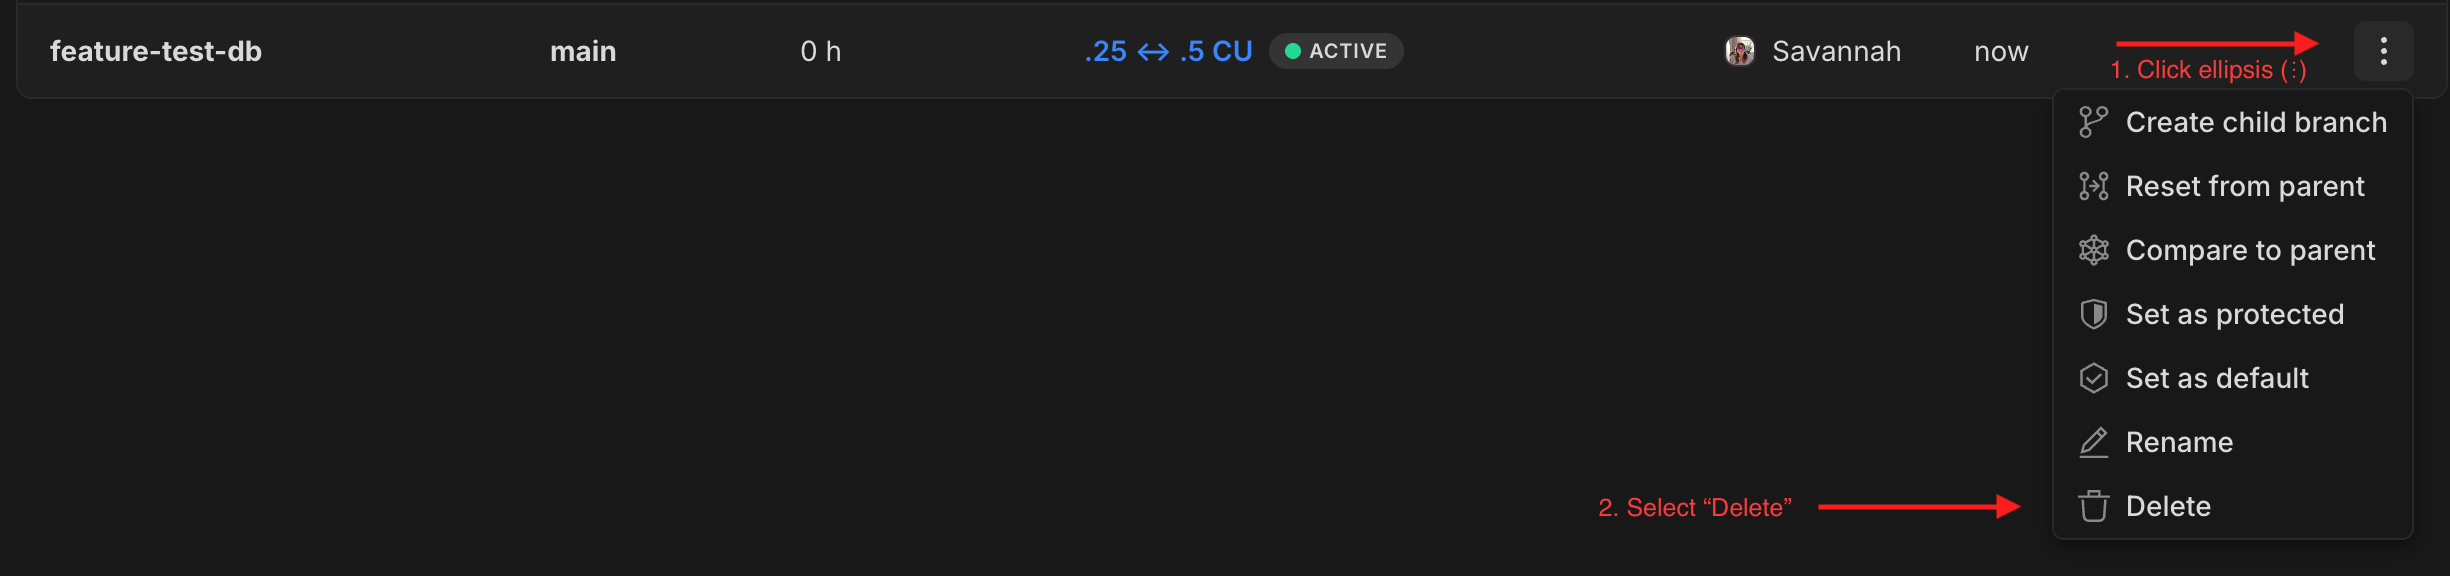 feature-test-db main 0 h .25 ↔ .5 CU ACTIVE Savannah now
1. Click ellipsis (⋮)
Create child branch
Reset from parent
Compare to parent
Set as protected
Set as default
Rename
2. Select “Delete”
Delete